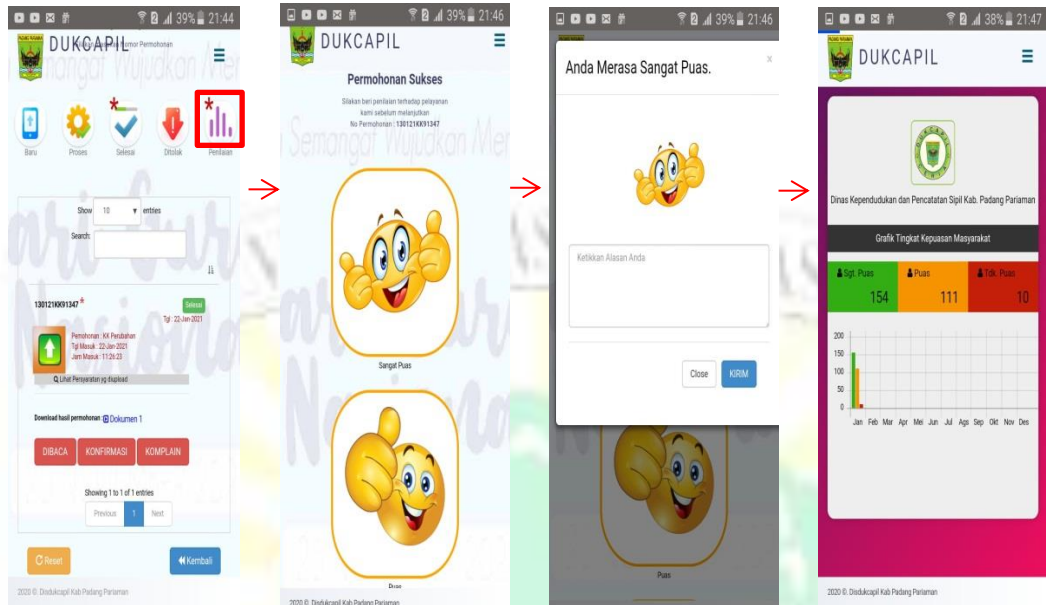 39% 21:44
DUKCAPIL
Nomor Permohonan
Baru Proses Selesai Ditolak Penilaian
Show 10 entries
Search:
130121KK91347 *
Selesai
Tgl : 22-Jan-2021
Permohonan : KK Perubahan
Tgl Masuk : 22-Jan-2021
Jam Masuk : 11:26:23
Lihat Persyaratan yg diupload
Download hasil permohonan: Dokumen 1
DIBACA KONFIRMASI KOMPLAIN
Showing 1 to 1 of 1 entries
Previous 1 Next
Reset Kembali
2020 ©. Disdukcapil Kab Padang Pariaman
39% 21:46
DUKCAPIL
Permohonan Sukses
Silakan beri penilaian terhadap pelayanan
kami sebelum melanjutkan
No Permohonan : 130121KK91347
Semangat Wujudkan Mer
Sangat Puas
Puas
2020 ©. Disdukcapil Kab Padang Pariaman
39% 21:46
Anda Merasa Sangat Puas.
×
Ketikkan Alasan Anda
Close KIRIM
Puas
38% 21:47
DUKCAPIL
Dinas Kependudukan dan Pencatatan Sipil Kab. Padang Pariaman
Grafik Tingkat Kepuasan Masyarakat
Sgt. Puas Puas Tdk. Puas
154 111 10
200
150
100
50
0
Jan Feb Mar Apr Mei Jun Jul Ags Sep Okt Nov Des
2020 ©. Disdukcapil Kab Padang Pariaman